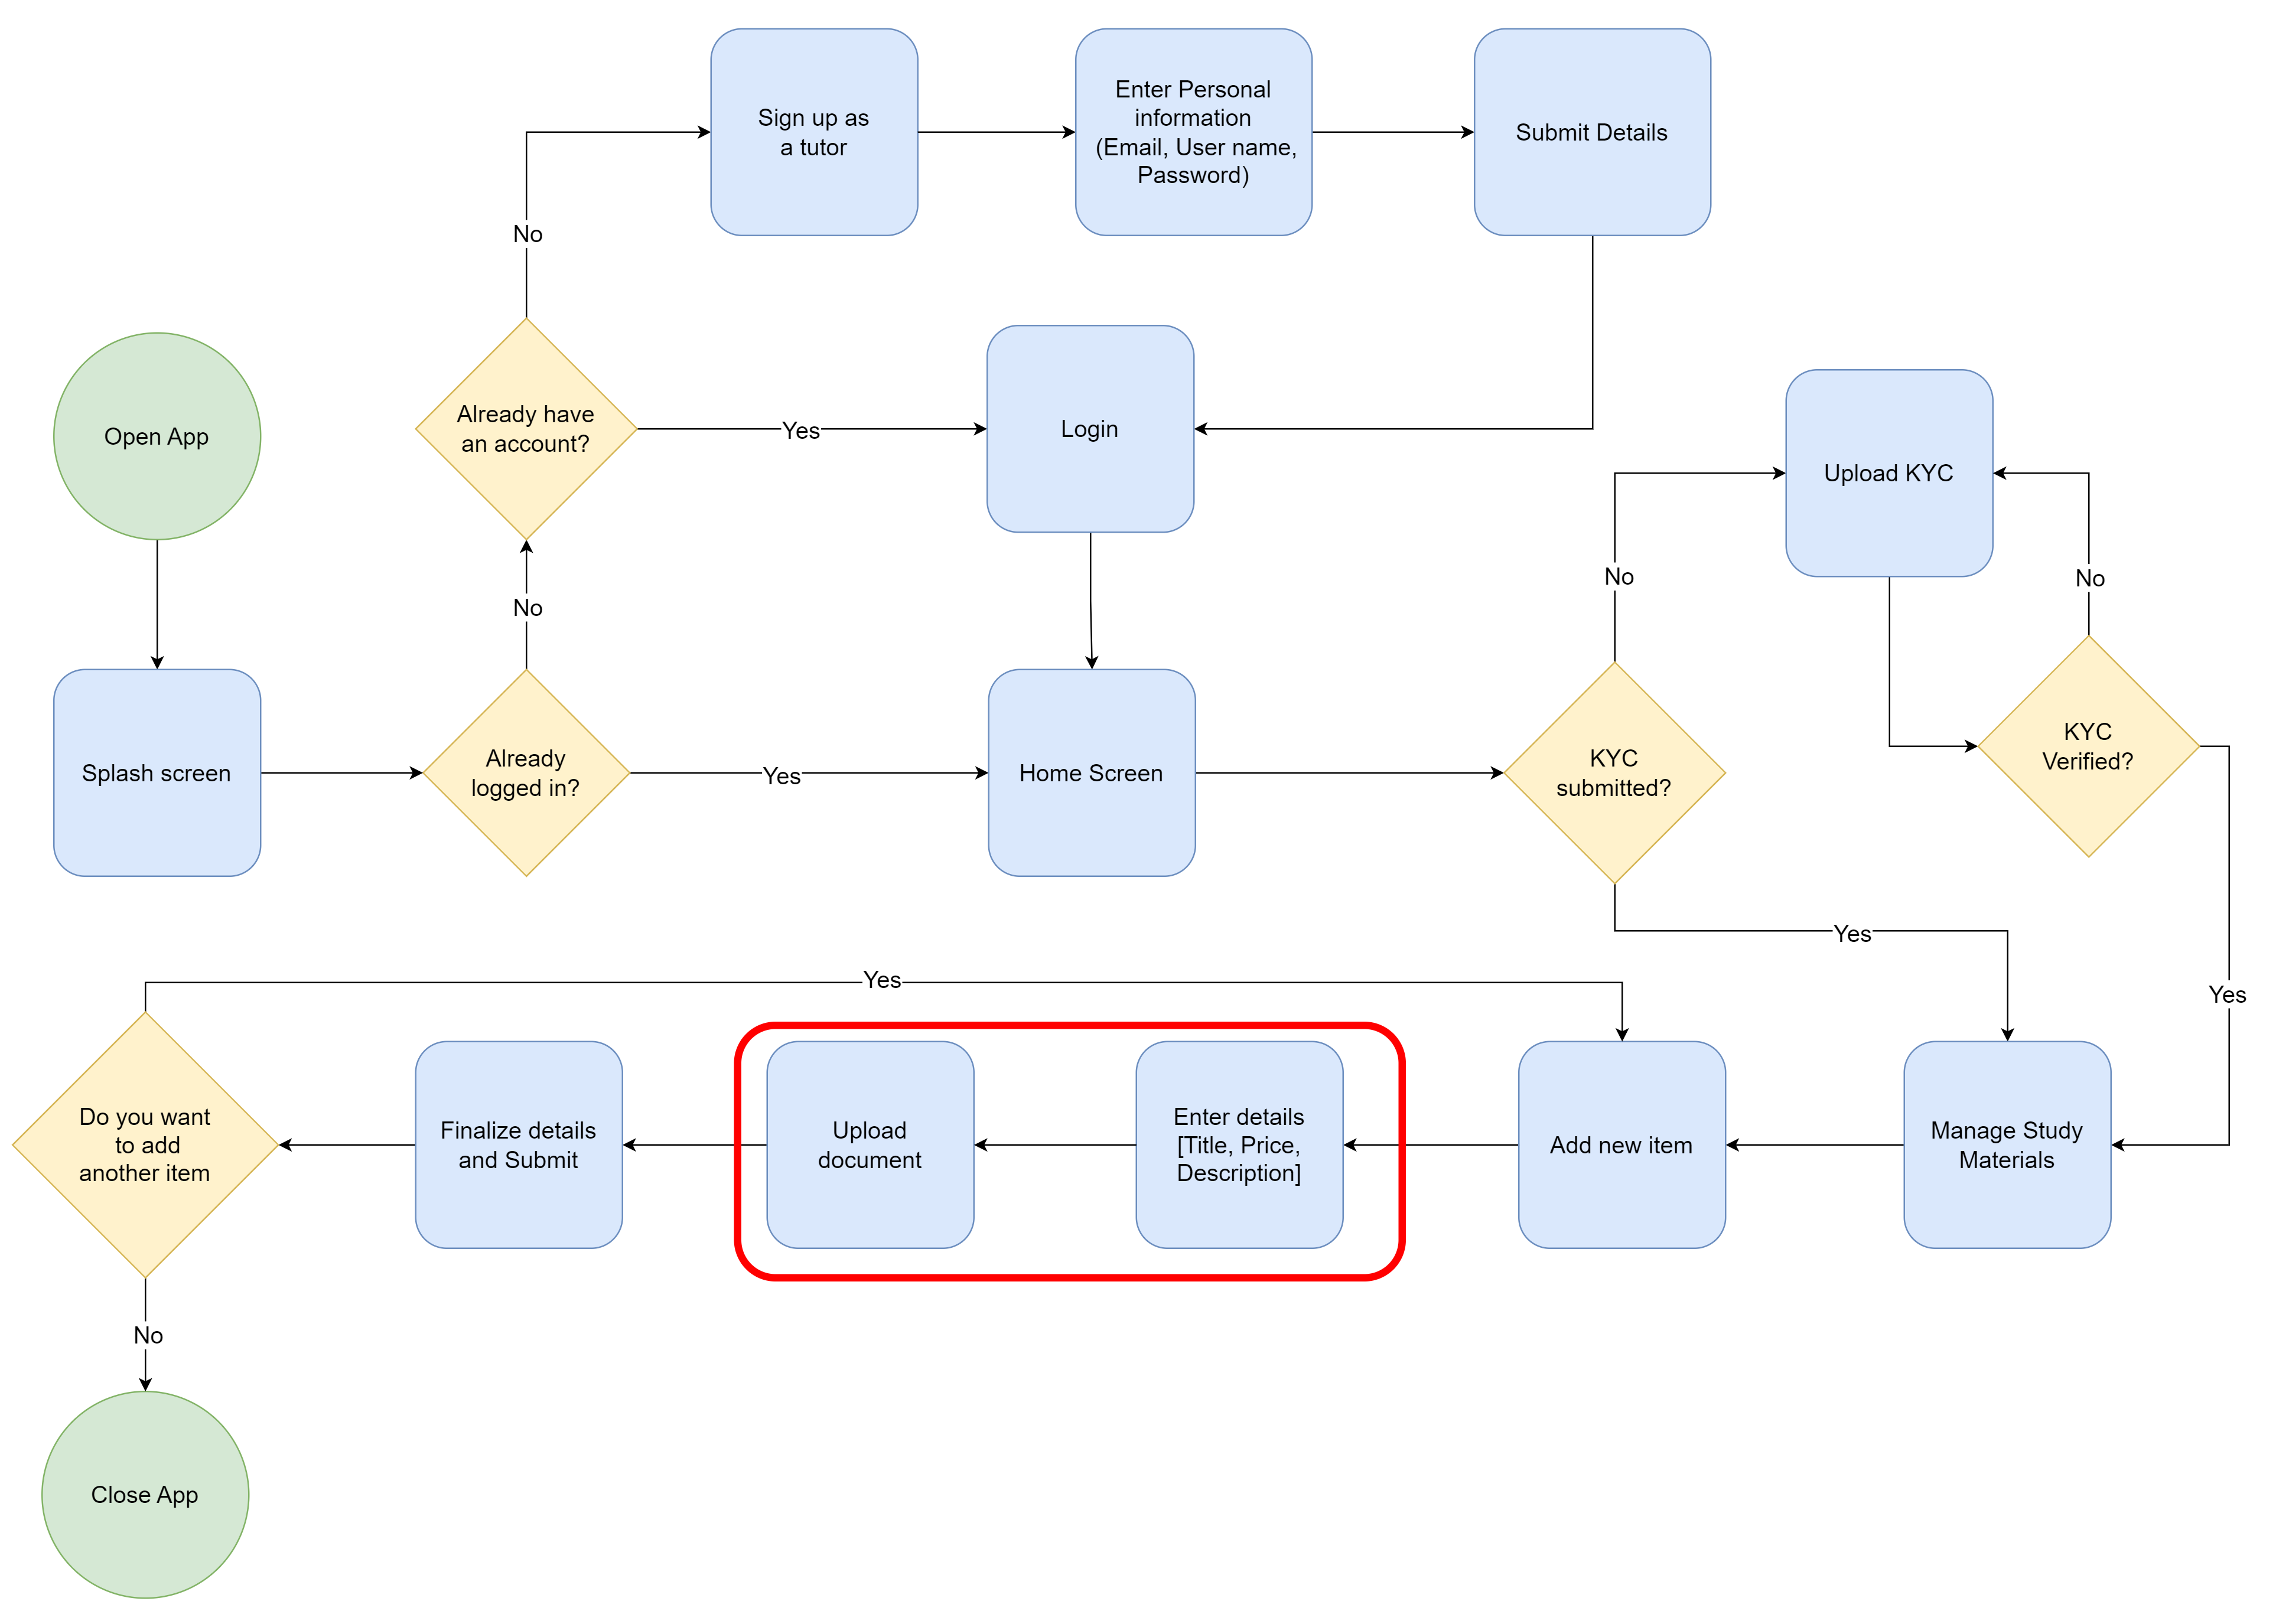 Sign up as
a tutor
Enter Personal
information
(Email, User name,
Password)
Submit Details
No
Open App
Already have
an account?
Yes
Login
Upload KYC
No
No
No
Splash screen
Already
logged in?
Yes
Home Screen
KYC
submitted?
KYC
Verified?
Yes
Yes
Yes
Do you want
to add
another item
Finalize details
and Submit
Upload
document
Enter details
[Title, Price,
Description]
Add new item
Manage Study
Materials
No
Close App